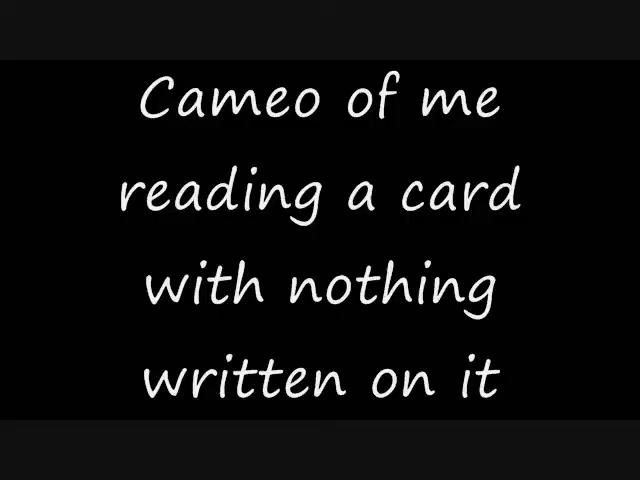 Cameo of me
reading a card
with nothing
written on it